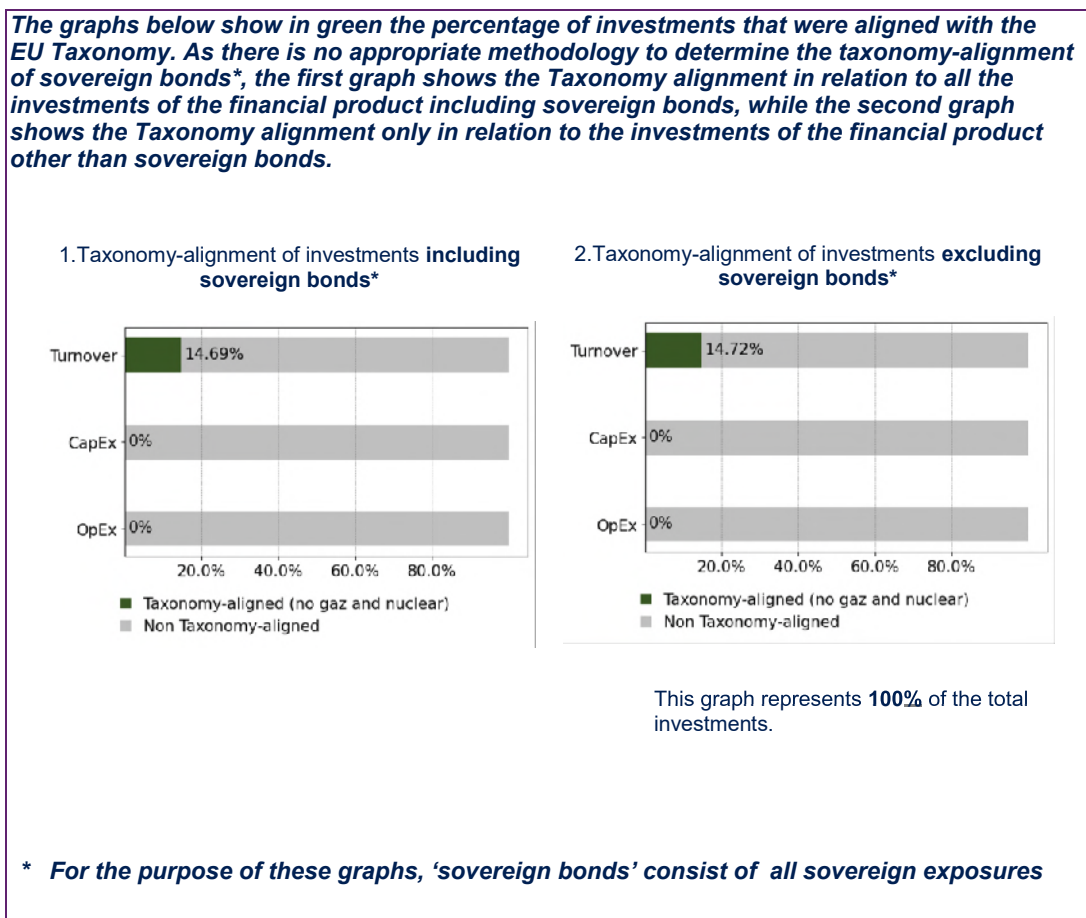 The graphs below show in green the percentage of investments that were aligned with the
EU Taxonomy. As there is no appropriate methodology to determine the taxonomy-alignment
of sovereign bonds*, the first graph shows the Taxonomy alignment in relation to all the
investments of the financial product including sovereign bonds, while the second graph
shows the Taxonomy alignment only in relation to the investments of the financial product
other than sovereign bonds.
1.Taxonomy-alignment of investments including
sovereign bonds*
Turnover 14.69%
CapEx 0%
OpEx 0%
20.0% 40.0% 60.0% 80.0%
Taxonomy-aligned (no gaz and nuclear)
Non Taxonomy-aligned
2.Taxonomy-alignment of investments excluding
sovereign bonds*
Turnover 14.72%
CapEx 0%
OpEx 0%
20.0% 40.0% 60.0% 80.0%
Taxonomy-aligned (no gaz and nuclear)
Non Taxonomy-aligned
This graph represents 100% of the total
investments.
* For the purpose of these graphs, ‘sovereign bonds’ consist of all sovereign exposures